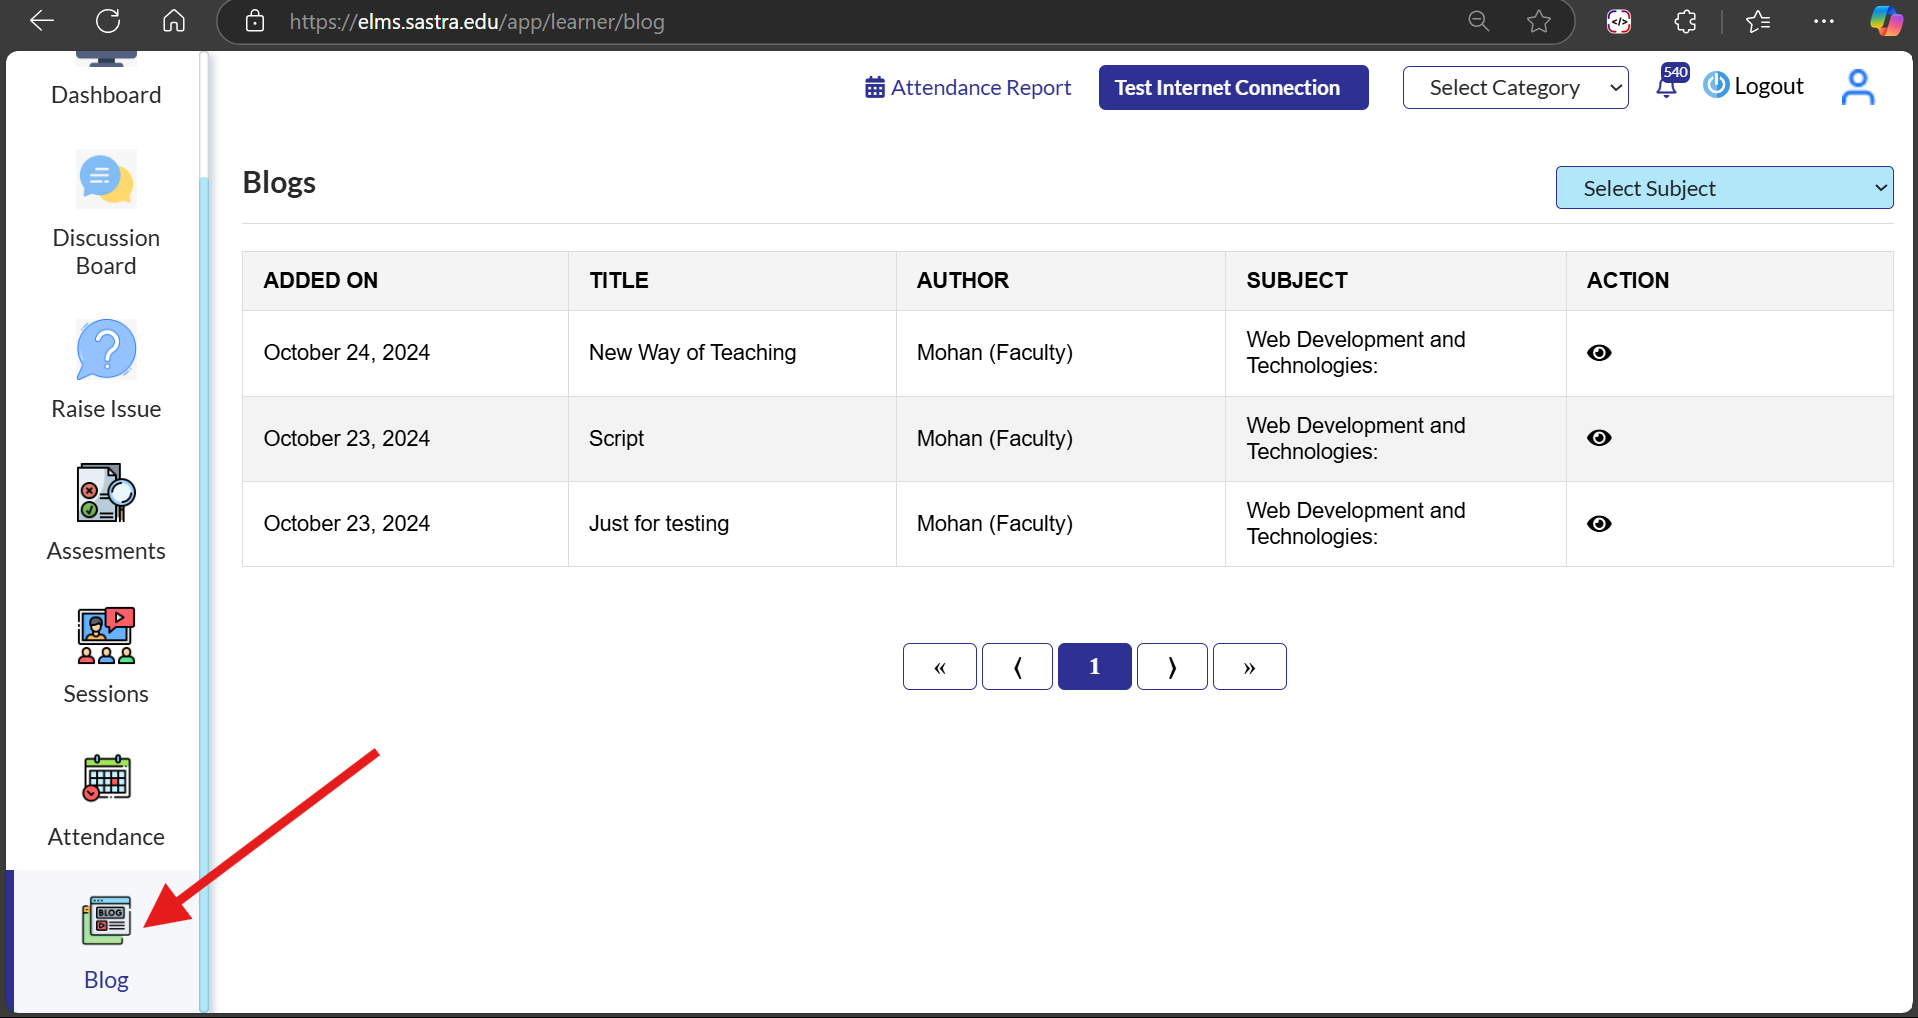 https://elms.sastra.edu/app/learner/blog
Dashboard
Discussion
Board
Raise Issue
Assesments
Sessions
Attendance
BLOG
Blog
Attendance Report
Test Internet Connection
Select Category
540
Logout
Blogs
Select Subject
ADDED ON TITLE AUTHOR SUBJECT ACTION
October 24, 2024 New Way of Teaching Mohan (Faculty) Web Development and
Technologies:
October 23, 2024 Script Mohan (Faculty) Web Development and
Technologies:
October 23, 2024 Just for testing Mohan (Faculty) Web Development and
Technologies:
« ⟨ 1 ⟩ »